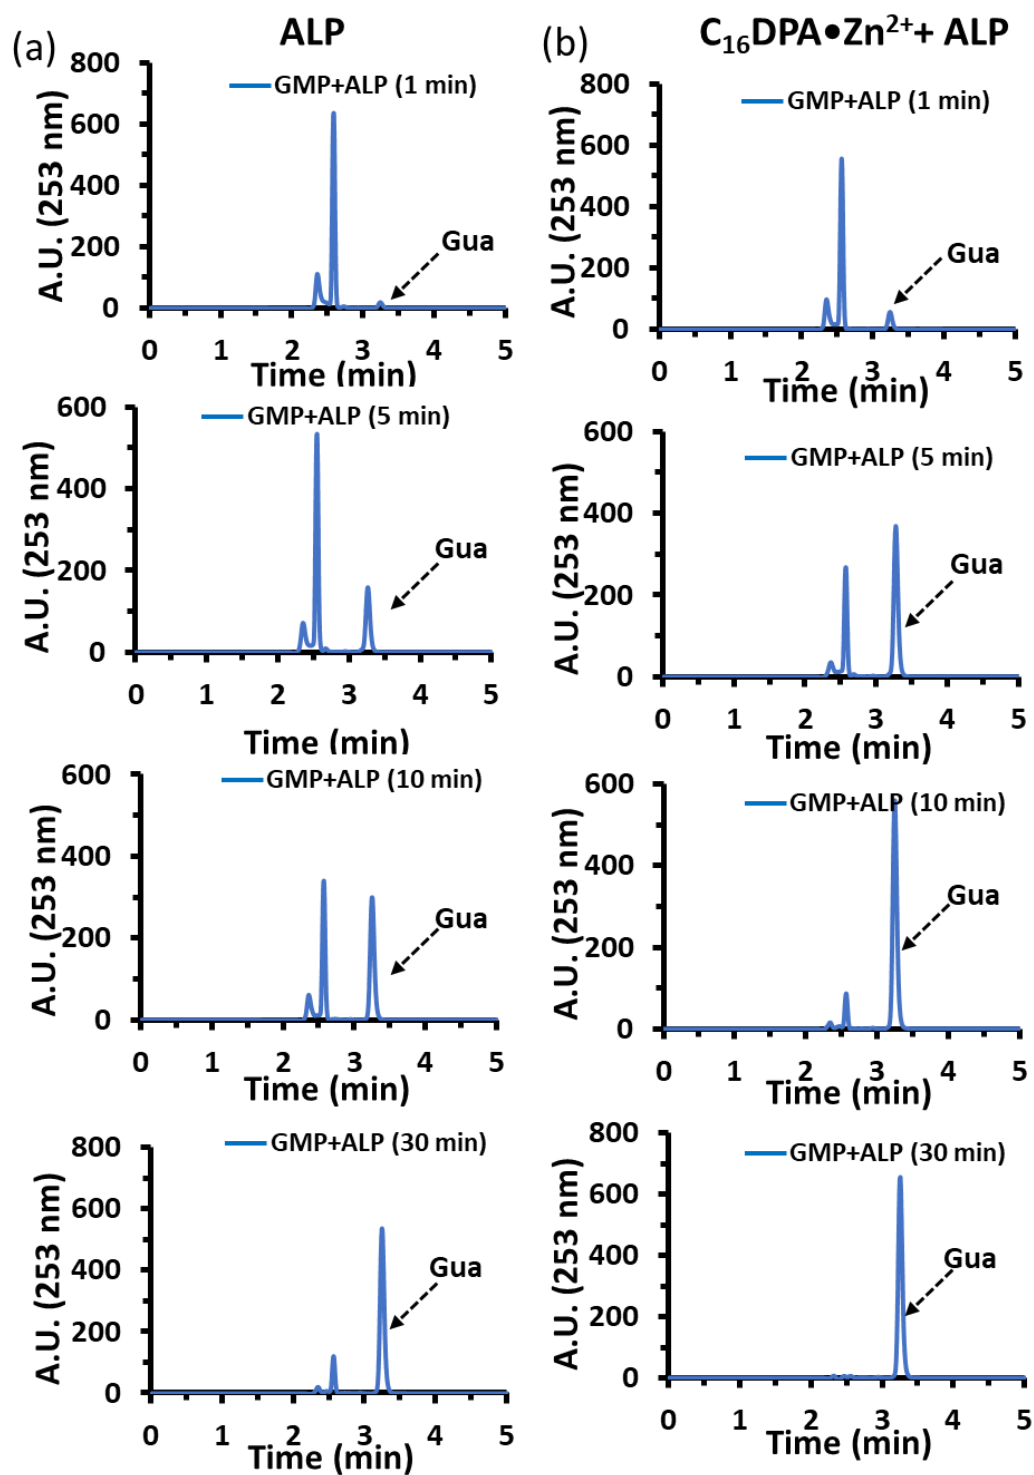 (a) ALP
GMP+ALP (1 min)
A.U. (253 nm)
800
600
400
200
0
Gua
0 1 2 3 4 5
Time (min)
GMP+ALP (5 min)
A.U. (253 nm)
600
400
200
0
Gua
0 1 2 3 4 5
Time (min)
GMP+ALP (10 min)
A.U. (253 nm)
600
400
200
0
Gua
0 1 2 3 4 5
Time (min)
GMP+ALP (30 min)
A.U. (253 nm)
800
600
400
200
0
Gua
0 1 2 3 4 5
Time (min)
(b) C₁₆DPA•Zn²⁺+ ALP
GMP+ALP (1 min)
A.U. (253 nm)
800
600
400
200
0
Gua
0 1 2 3 4 5
Time (min)
GMP+ALP (5 min)
A.U. (253 nm)
600
400
200
0
Gua
0 1 2 3 4 5
Time (min)
GMP+ALP (10 min)
A.U. (253 nm)
600
400
200
0
Gua
0 1 2 3 4 5
Time (min)
GMP+ALP (30 min)
A.U. (253 nm)
800
600
400
200
0
Gua
0 1 2 3 4 5
Time (min)